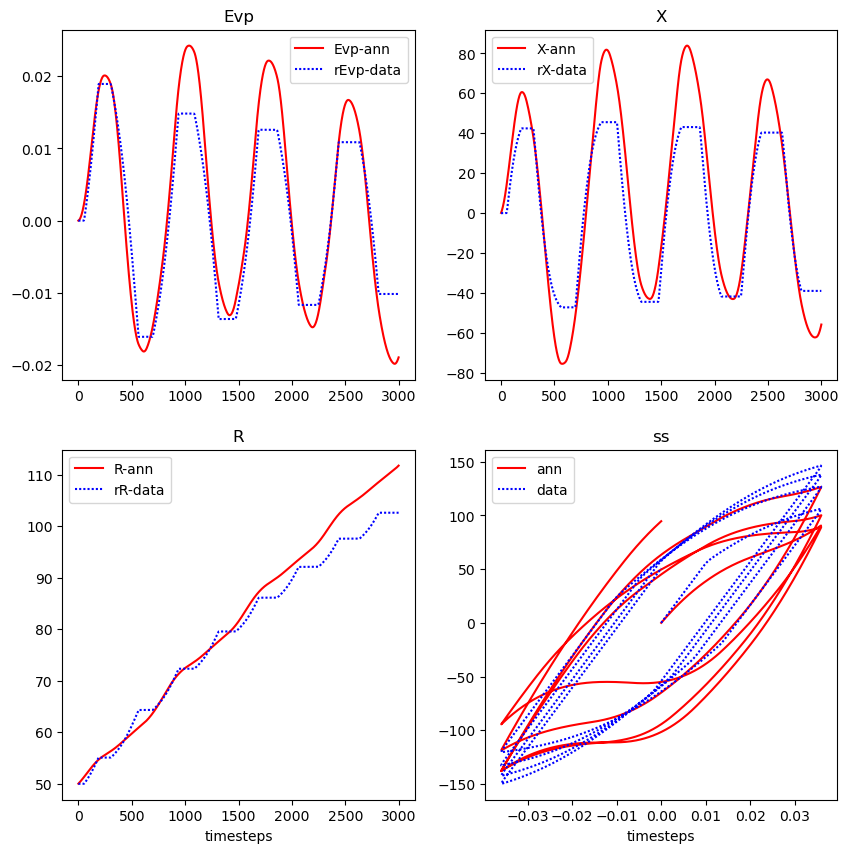 Evp
Evp-ann
rEvp-data
0.02
0.01
0.00
−0.01
−0.02
0 500 1000 1500 2000 2500 3000
X
X-ann
rX-data
80
60
40
20
0
−20
−40
−60
−80
0 500 1000 1500 2000 2500 3000
R
R-ann
rR-data
110
100
90
80
70
60
50
0 500 1000 1500 2000 2500 3000
timesteps
ss
ann
data
150
100
50
0
−50
−100
−150
−0.03 −0.02 −0.01 0.00 0.01 0.02 0.03
timesteps